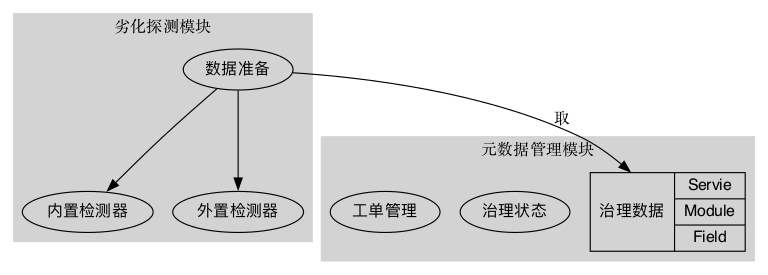 劣化探测模块
数据准备
取
元数据管理模块
内置检测器
外置检测器
工单管理
治理状态
治理数据
Servie
Module
Field